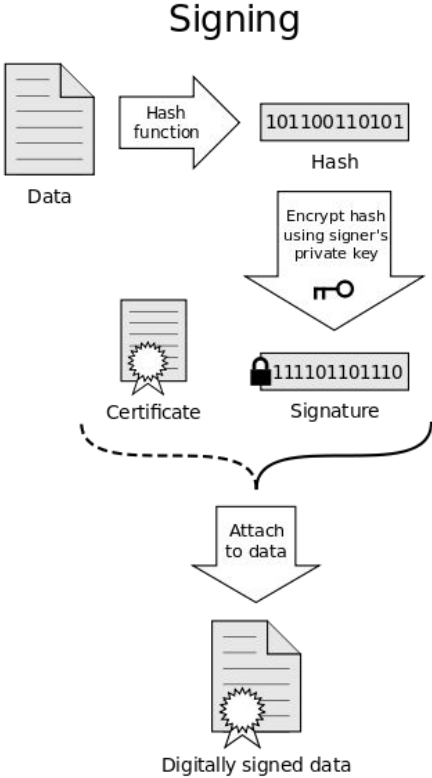 Signing
Hash
function
101100110101
Hash
Data
Encrypt hash
using signer's
private key
111101101110
Certificate
Signature
Attach
to data
Digitally signed data